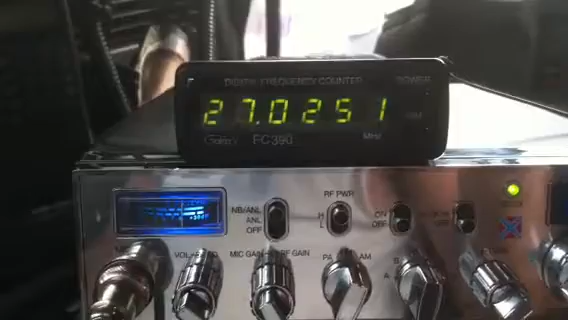 DIGITAL FREQUENCY COUNTER
POWER
27.0251
Galaxy FC390 MHz
RF PWR
NB/ANL
ANL
OFF
H
L
ON
OFF
MIC GAIN RF GAIN PA AM